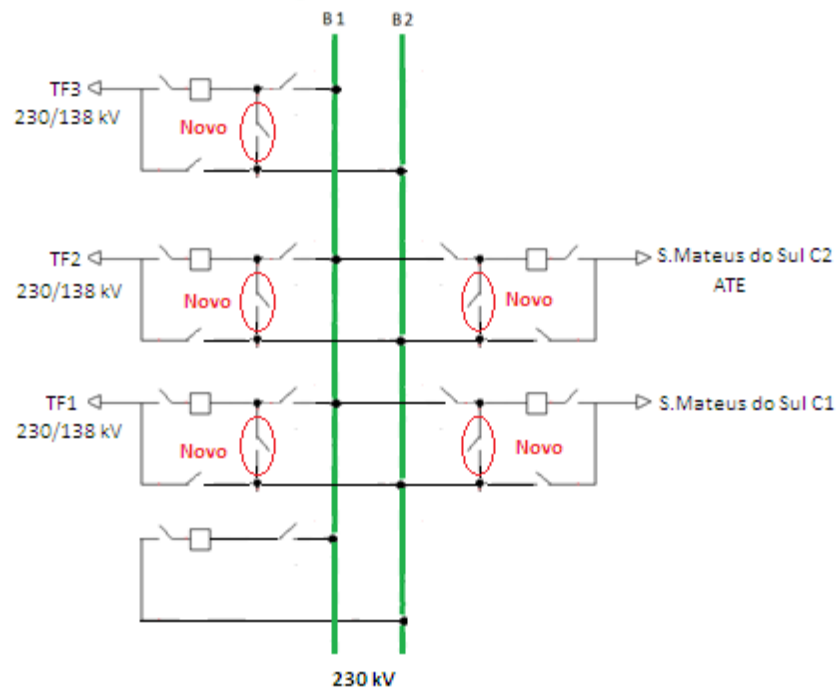 B1 B2
TF3
230/138 kV
Novo
TF2
230/138 kV
Novo
Novo
S.Mateus do Sul C2
ATE
TF1
230/138 kV
Novo
Novo
S.Mateus do Sul C1
230 kV